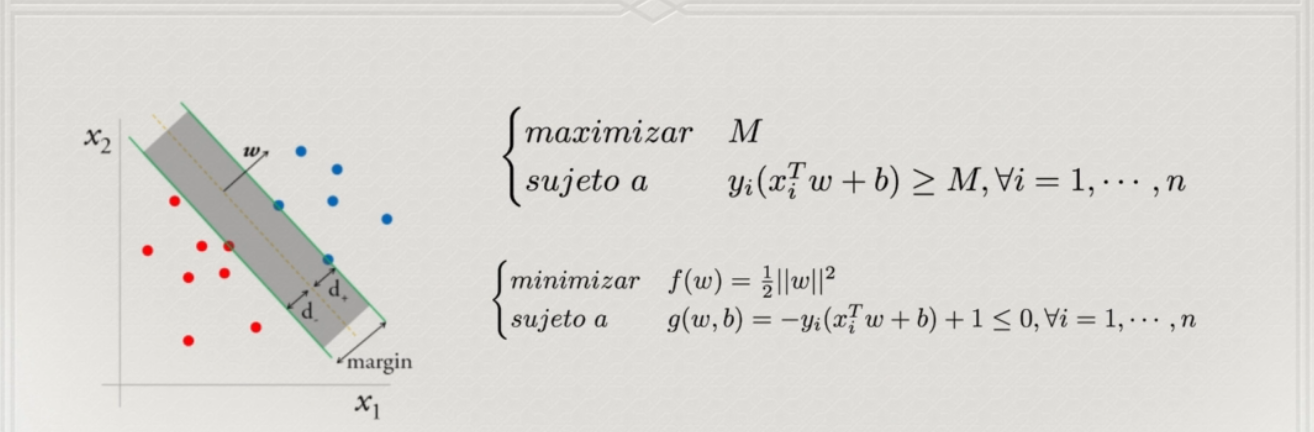 x₂
w
d₊
d₋
margin
x₁
maximizar M
sujeto a yᵢ(xᵢᵀw + b) ≥ M, ∀i = 1, ⋯ , n
minimizar f(w) = ½||w||²
sujeto a g(w, b) = −yᵢ(xᵢᵀw + b) + 1 ≤ 0, ∀i = 1, ⋯ , n